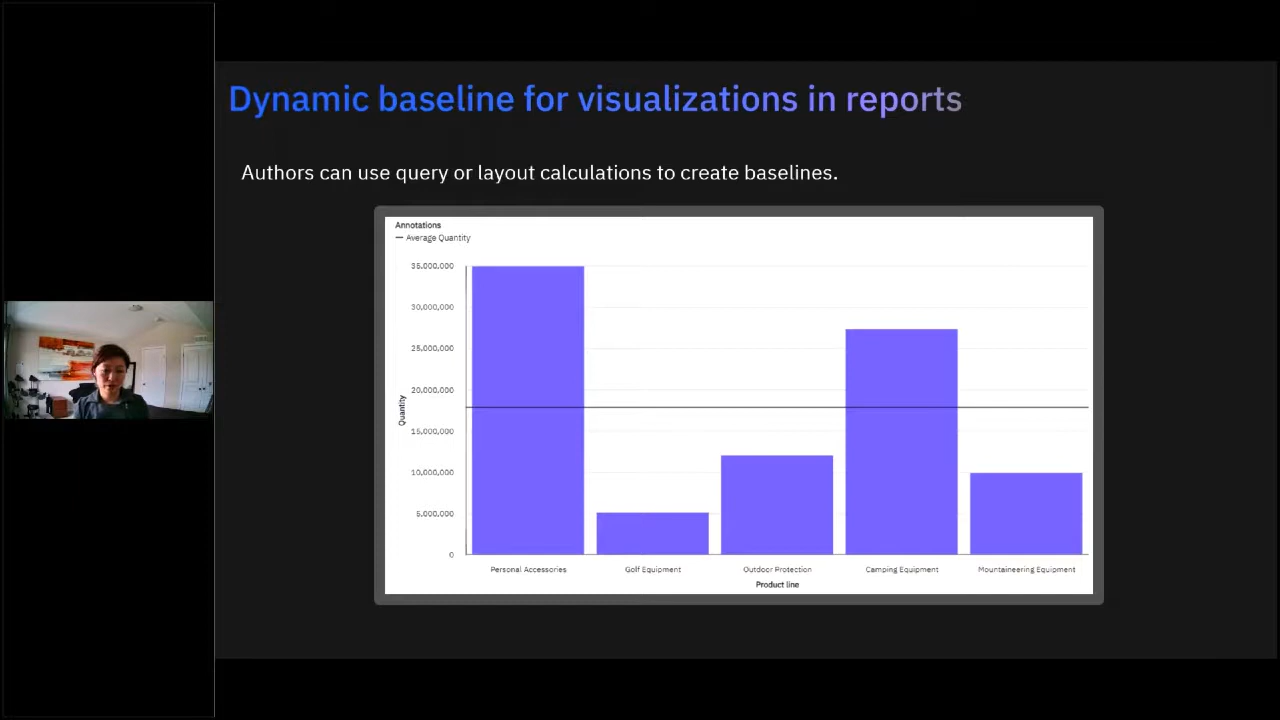 Dynamic baseline for visualizations in reports
Authors can use query or layout calculations to create baselines.
Annotations
Average Quantity
35,000,000
30,000,000
25,000,000
20,000,000
15,000,000
10,000,000
5,000,000
0
Quantity
Personal Accessories Golf Equipment Outdoor Protection Camping Equipment Mountaineering Equipment
Product line